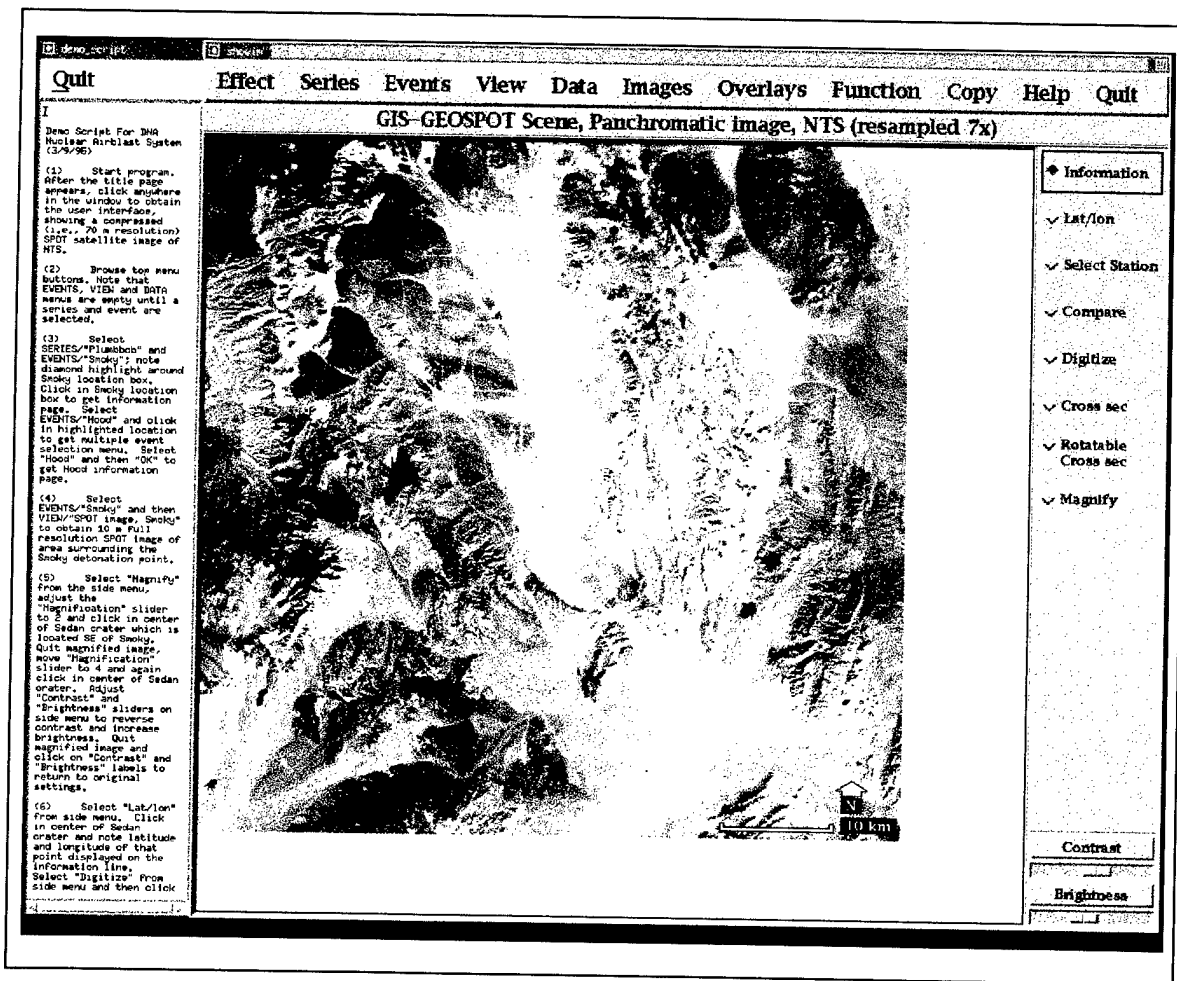 demo_script
Quit
Demo Script For DNA
Nuclear Airblast System
(3/9/96)
(1) Start program.
After the title page
appears, click anywhere
in the window to obtain
the user interface,
showing a compressed
(i.e., 70 m resolution)
SPOT satellite image of
NTS.
(2) Browse top menu
buttons. Note that
EVENTS, VIEW and DATA
menus are empty until a
series and event are
selected.
(3) Select
SERIES/"Plumbbob" and
EVENTS/"Smoky"; note
diamond highlight around
Smoky location box.
Click in Smoky location
box to get information
page. Select
EVENTS/"Hood" and click
in highlighted location
to get multiple event
selection menu. Select
"Hood" and then "OK" to
get Hood information
page.
(4) Select
EVENTS/"Smoky" and then
VIEW/"SPOT image, Smoky"
to obtain 10 m full
resolution SPOT image of
area surrounding the
Smoky detonation point.
(5) Select "Magnify"
from the side menu,
adjust the
"Magnification" slider
to 2 and click in center
of Sedan crater which is
located SE of Smoky.
Quit magnified image,
move "Magnification"
slider to 4 and again
click in center of Sedan
crater. Adjust
"Contrast" and
"Brightness" sliders on
side menu to reverse
contrast and increase
brightness. Quit
magnified image and
click on "Contrast" and
"Brightness" labels to
return to original
settings.
(6) Select "Lat/lon"
from side menu. Click
in center of Sedan
crater and note latitude
and longitude of that
point displayed on the
information line.
Select "Digitize" from
side menu and then click
Effect Series Events View Data Images Overlays Function Copy Help Quit
GIS-GEOSPOT Scene, Panchromatic image, NTS (resampled 7x)
N
10 km
Information
Lat/lon
Select Station
Compare
Digitize
Cross sec
Rotatable
Cross sec
Magnify
Contrast
Brightness